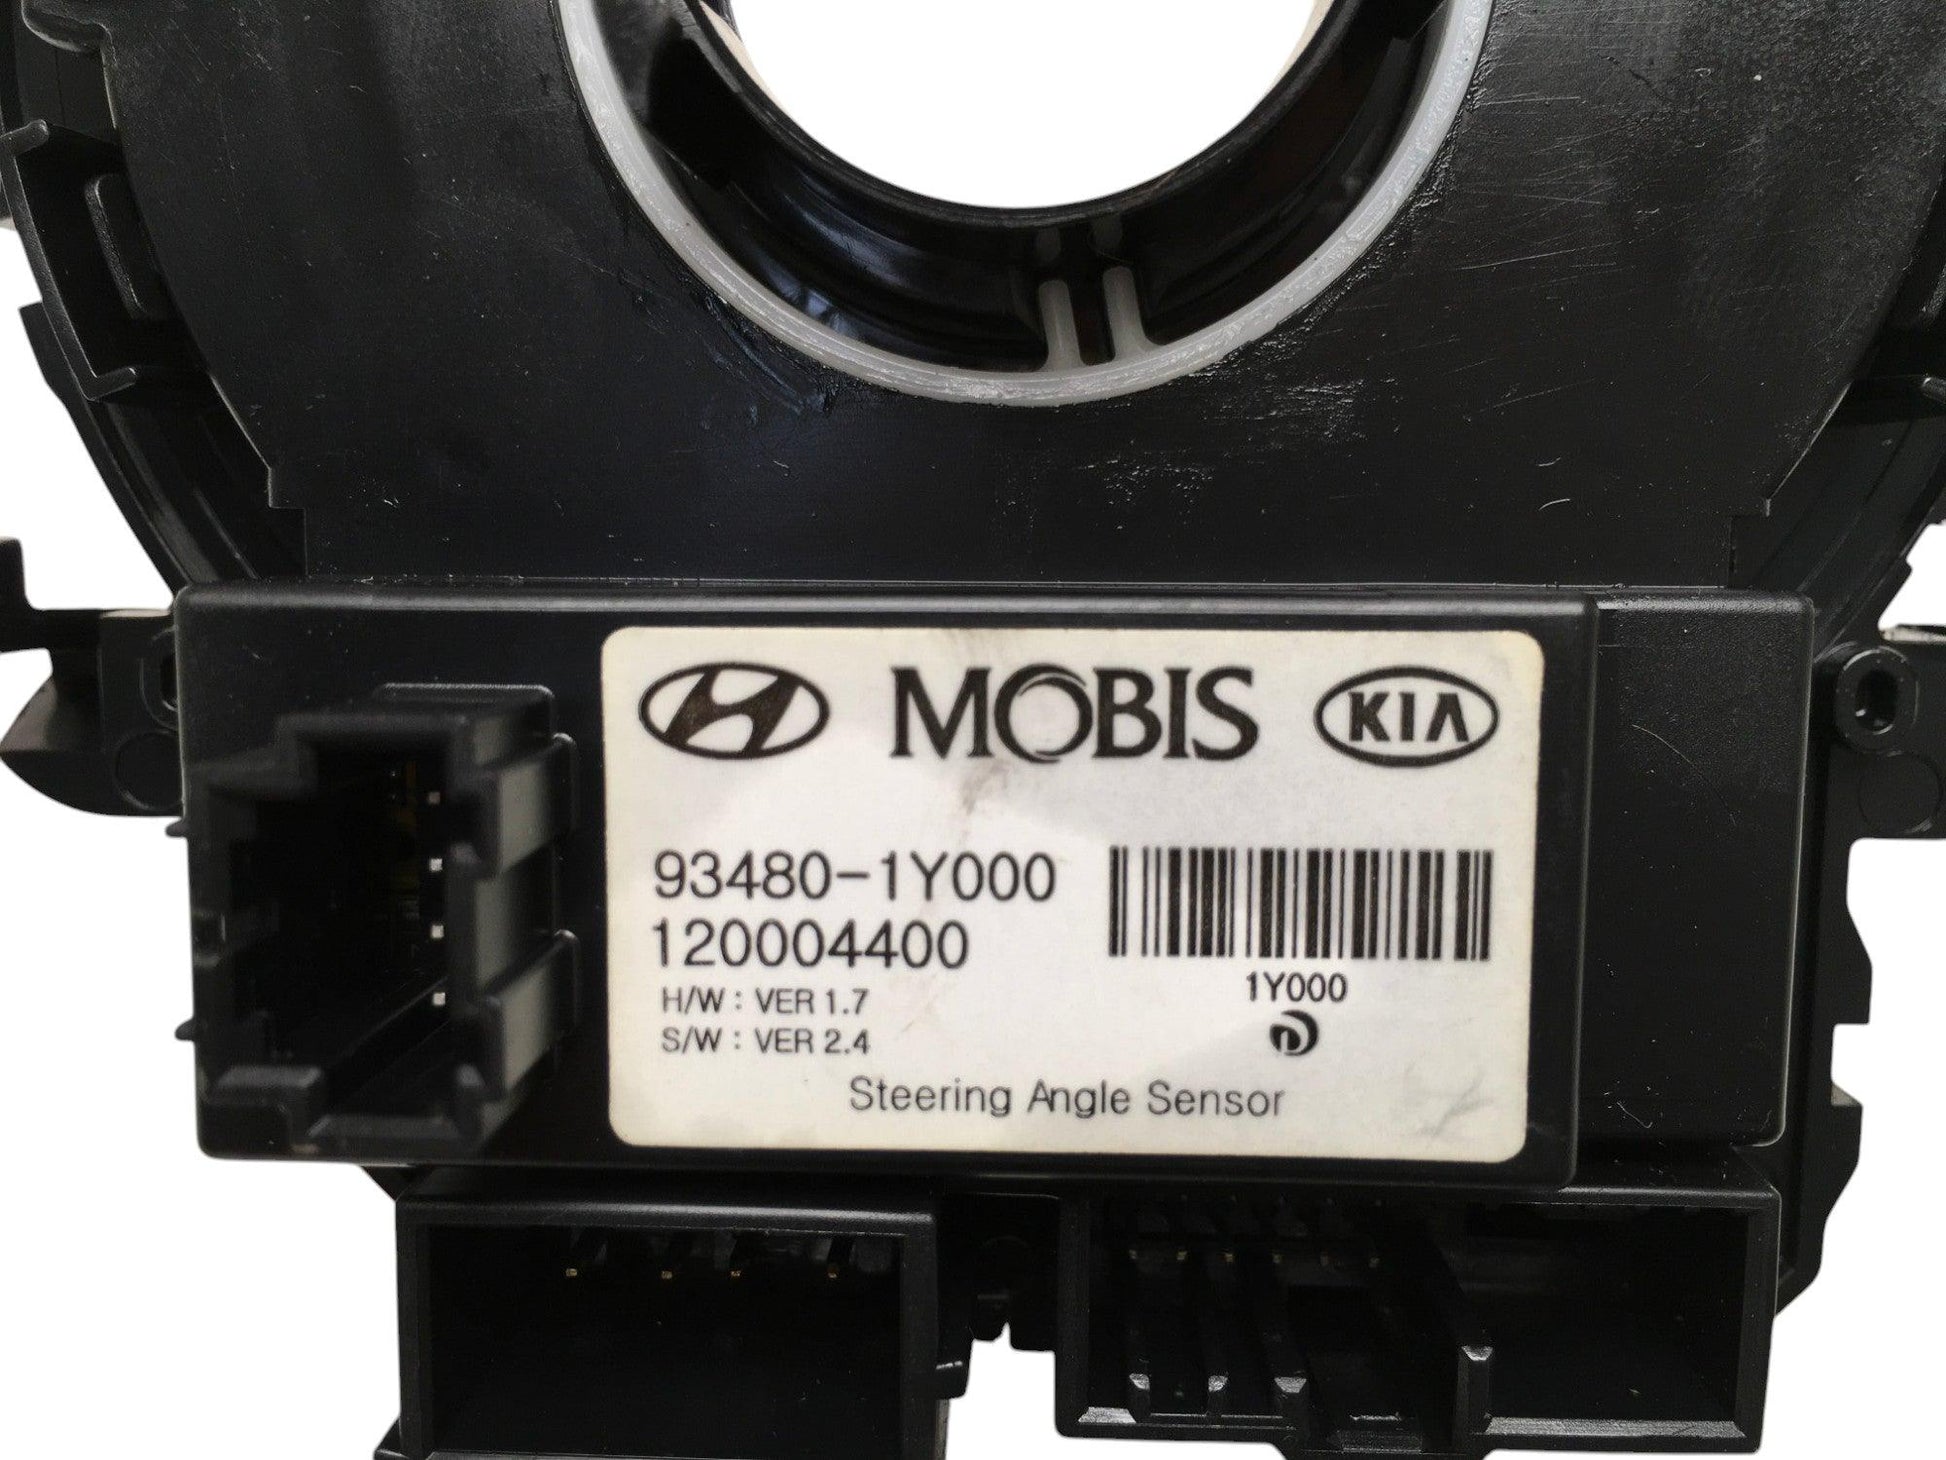 MOBIS KIA
93480-1Y000
120004400
H/W : VER 1.7
S/W : VER 2.4
1Y000
Steering Angle Sensor